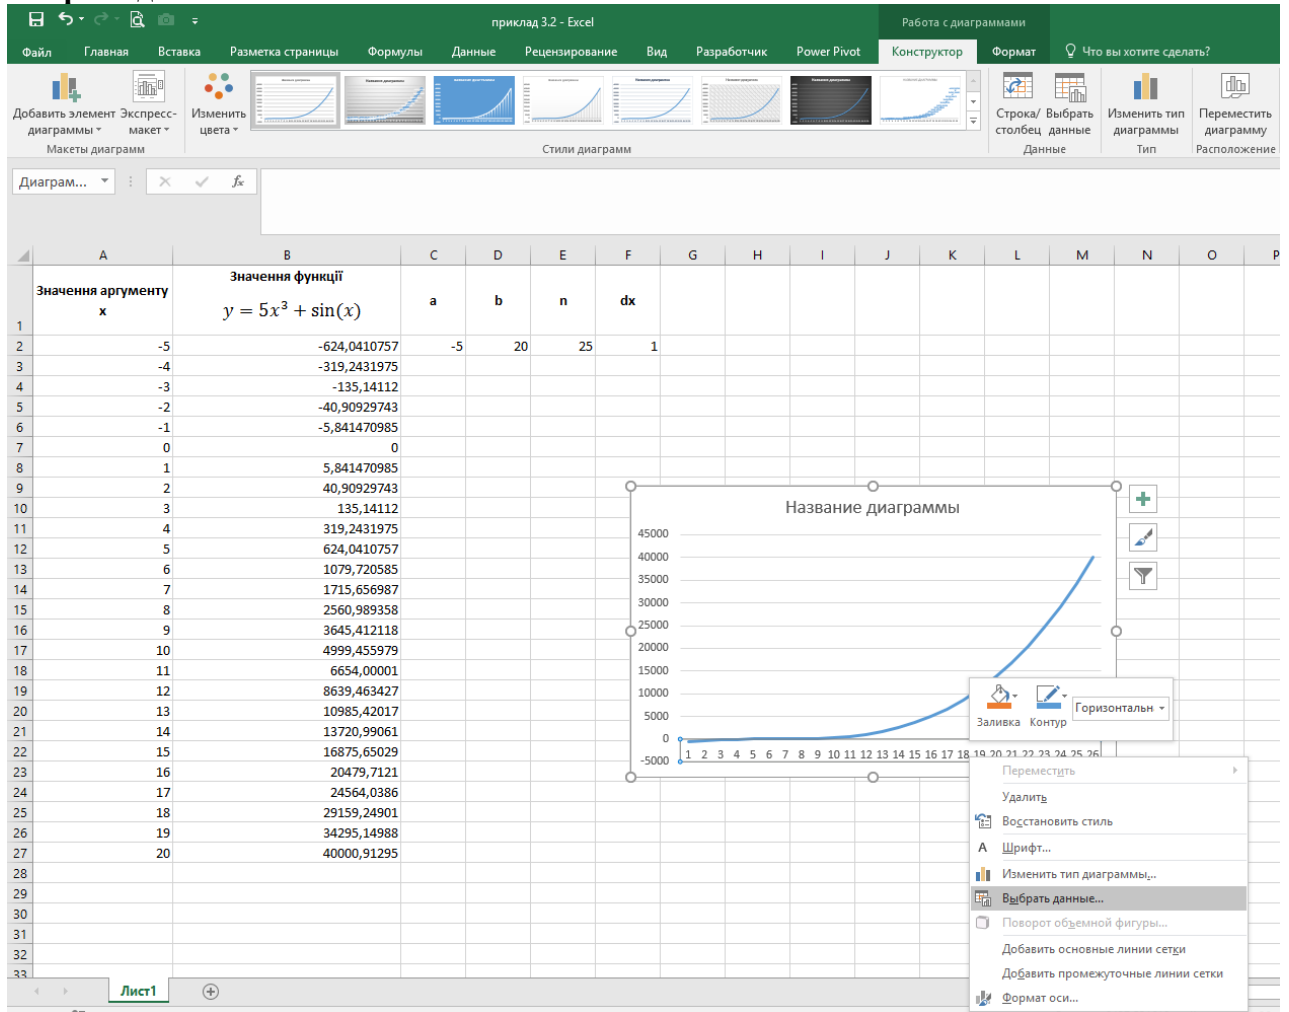 приклад 3.2 - Excel
Работа с диаграммами
Файл Главная Вставка Разметка страницы Формулы Данные Рецензирование Вид Разработчик Power Pivot Конструктор Формат Что вы хотите сделать?
Добавить элемент диаграммы
Экспресс-макет
Изменить цвета
Строка/столбец
Выбрать данные
Изменить тип диаграммы
Переместить диаграмму
Макеты диаграмм Стили диаграмм Данные Тип Расположение
Диаграм... fx
A B C D E F G H I J K L M N O P
1 Значення аргументу x Значення функції y = 5x³ + sin(x) a b n dx
2 -5 -624,0410757 -5 20 25 1
3 -4 -319,2431975
4 -3 -135,14112
5 -2 -40,90929743
6 -1 -5,841470985
7 0 0
8 1 5,841470985
9 2 40,90929743
10 3 135,14112
11 4 319,2431975
12 5 624,0410757
13 6 1079,720585
14 7 1715,656987
15 8 2560,989358
16 9 3645,412118
17 10 4999,455979
18 11 6654,00001
19 12 8639,463427
20 13 10985,42017
21 14 13720,99061
22 15 16875,65029
23 16 20479,7121
24 17 24564,0386
25 18 29159,24901
26 19 34295,14988
27 20 40000,91295
28
29
30
31
32
33
Название диаграммы
45000
40000
35000
30000
25000
20000
15000
10000
5000
0
-5000
1 2 3 4 5 6 7 8 9 10 11 12 13 14 15 16 17 18 19 20 21 22 23 24 25 26
Заливка Контур Горизонтальн
Переместить
Удалить
Восстановить стиль
Шрифт...
Изменить тип диаграммы...
Выбрать данные...
Поворот объемной фигуры...
Добавить основные линии сетки
Добавить промежуточные линии сетки
Формат оси...
Лист1